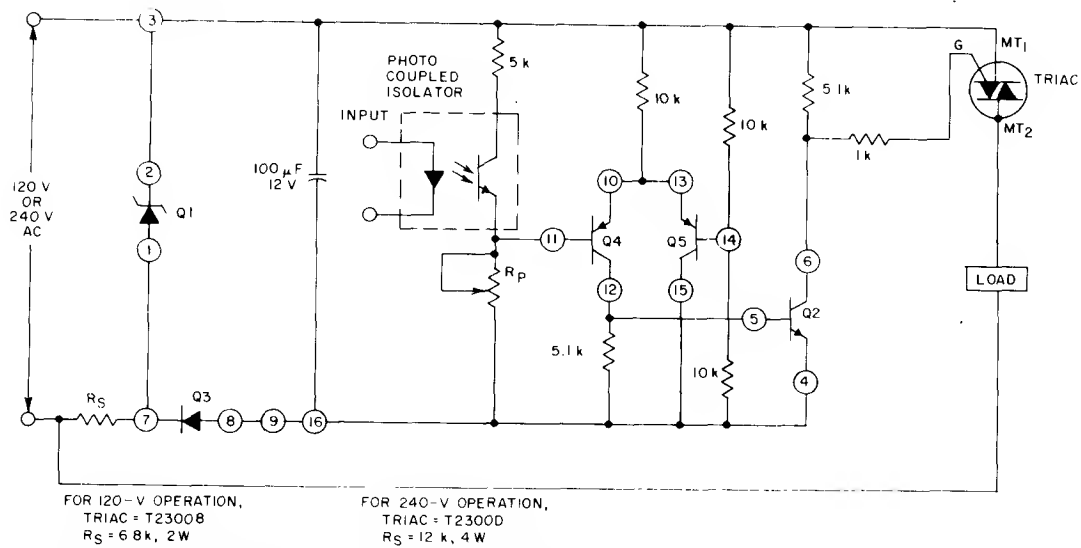 3
MT1
G
TRIAC
MT2
PHOTO
COUPLED
ISOLATOR
5 k
10 k
10 k
5.1k
1 k
INPUT
120 V
OR
240 V
AC
100 μF
12 V
2
Q1
1
10
13
11
Q4
Q5
14
RP
12
15
6
5
Q2
LOAD
5.1 k
10 k
4
RS
7
Q3
8
9
16
FOR 120-V OPERATION,
TRIAC = T2300B
RS = 6.8k, 2W
FOR 240-V OPERATION,
TRIAC = T2300D
RS = 12 k, 4 W